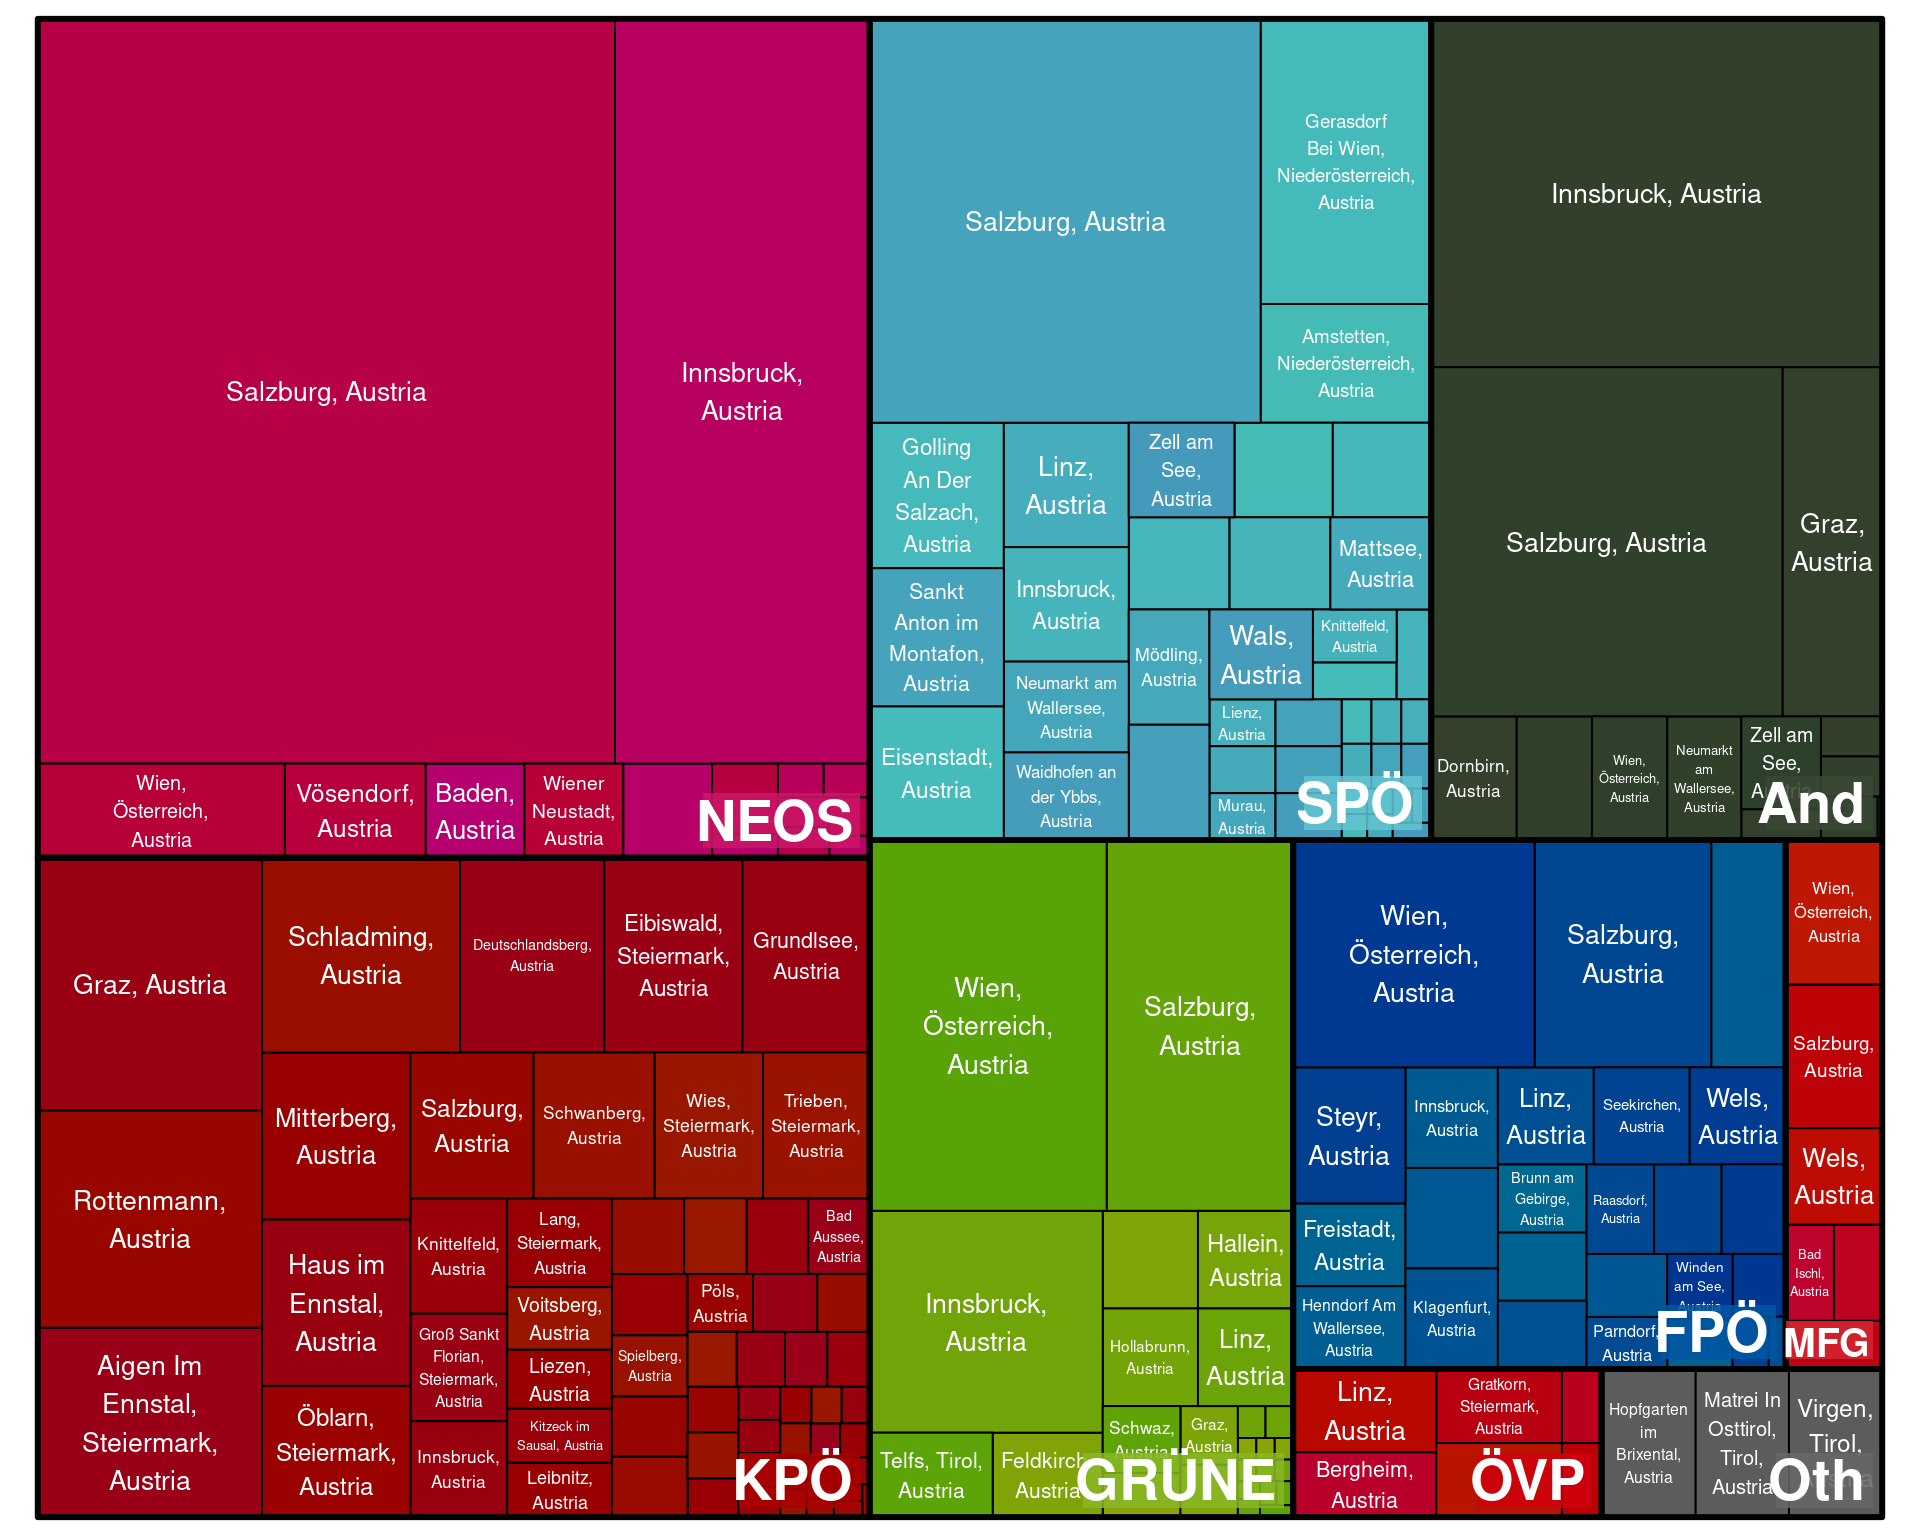 Salzburg, Austria
Innsbruck,
Austria
Wien,
Österreich,
Austria
Vösendorf,
Austria
Baden,
Austria
Wiener
Neustadt,
Austria
NEOS
Salzburg, Austria
Gerasdorf
Bei Wien,
Niederösterreich,
Austria
Amstetten,
Niederösterreich,
Austria
Golling
An Der
Salzach,
Austria
Linz,
Austria
Zell am
See,
Austria
Sankt
Anton im
Montafon,
Austria
Innsbruck,
Austria
Mattsee,
Austria
Eisenstadt,
Austria
Neumarkt am
Wallersee,
Austria
Waidhofen an
der Ybbs,
Austria
Mödling,
Austria
Wals,
Austria
Knittelfeld,
Austria
Lienz,
Austria
Murau,
Austria
SPÖ
Innsbruck, Austria
Salzburg, Austria
Graz,
Austria
Dornbirn,
Austria
Wien,
Österreich,
Austria
Neumarkt
am
Wallersee,
Austria
Zell am
See,
Austria
And
Graz, Austria
Rottenmann,
Austria
Aigen Im
Ennstal,
Steiermark,
Austria
Schladming,
Austria
Deutschlandsberg,
Austria
Eibiswald,
Steiermark,
Austria
Grundlsee,
Austria
Mitterberg,
Austria
Haus im
Ennstal,
Austria
Öblarn,
Steiermark,
Austria
Salzburg,
Austria
Schwanberg,
Austria
Wies,
Steiermark,
Austria
Trieben,
Steiermark,
Austria
Knittelfeld,
Austria
Groß Sankt
Florian,
Steiermark,
Austria
Innsbruck,
Austria
Lang,
Steiermark,
Austria
Voitsberg,
Austria
Liezen,
Austria
Kitzeck im
Sausal, Austria
Leibnitz,
Austria
Bad
Aussee,
Austria
Pöls,
Austria
Spielberg,
Austria
KPÖ
Wien,
Österreich,
Austria
Salzburg,
Austria
Innsbruck,
Austria
Telfs, Tirol,
Austria
Feldkirch,
Austria
Hallein,
Austria
Hollabrunn,
Austria
Linz,
Austria
Schwaz,
Austria
Graz,
Austria
GRÜNE
Wien,
Österreich,
Austria
Salzburg,
Austria
Steyr,
Austria
Freistadt,
Austria
Henndorf Am
Wallersee,
Austria
Innsbruck,
Austria
Klagenfurt,
Austria
Linz,
Austria
Seekirchen,
Austria
Wels,
Austria
Brunn am
Gebirge,
Austria
Raasdorf,
Austria
Winden
am See,
Austria
Parndorf,
Austria
FPÖ
Wien,
Österreich,
Austria
Salzburg,
Austria
Wels,
Austria
Bad
Ischl,
Austria
MFG
Linz,
Austria
Bergheim,
Austria
Gratkorn,
Steiermark,
Austria
ÖVP
Hopfgarten
im
Brixental,
Austria
Matrei In
Osttirol,
Tirol,
Austria
Virgen,
Tirol,
Austria
Oth